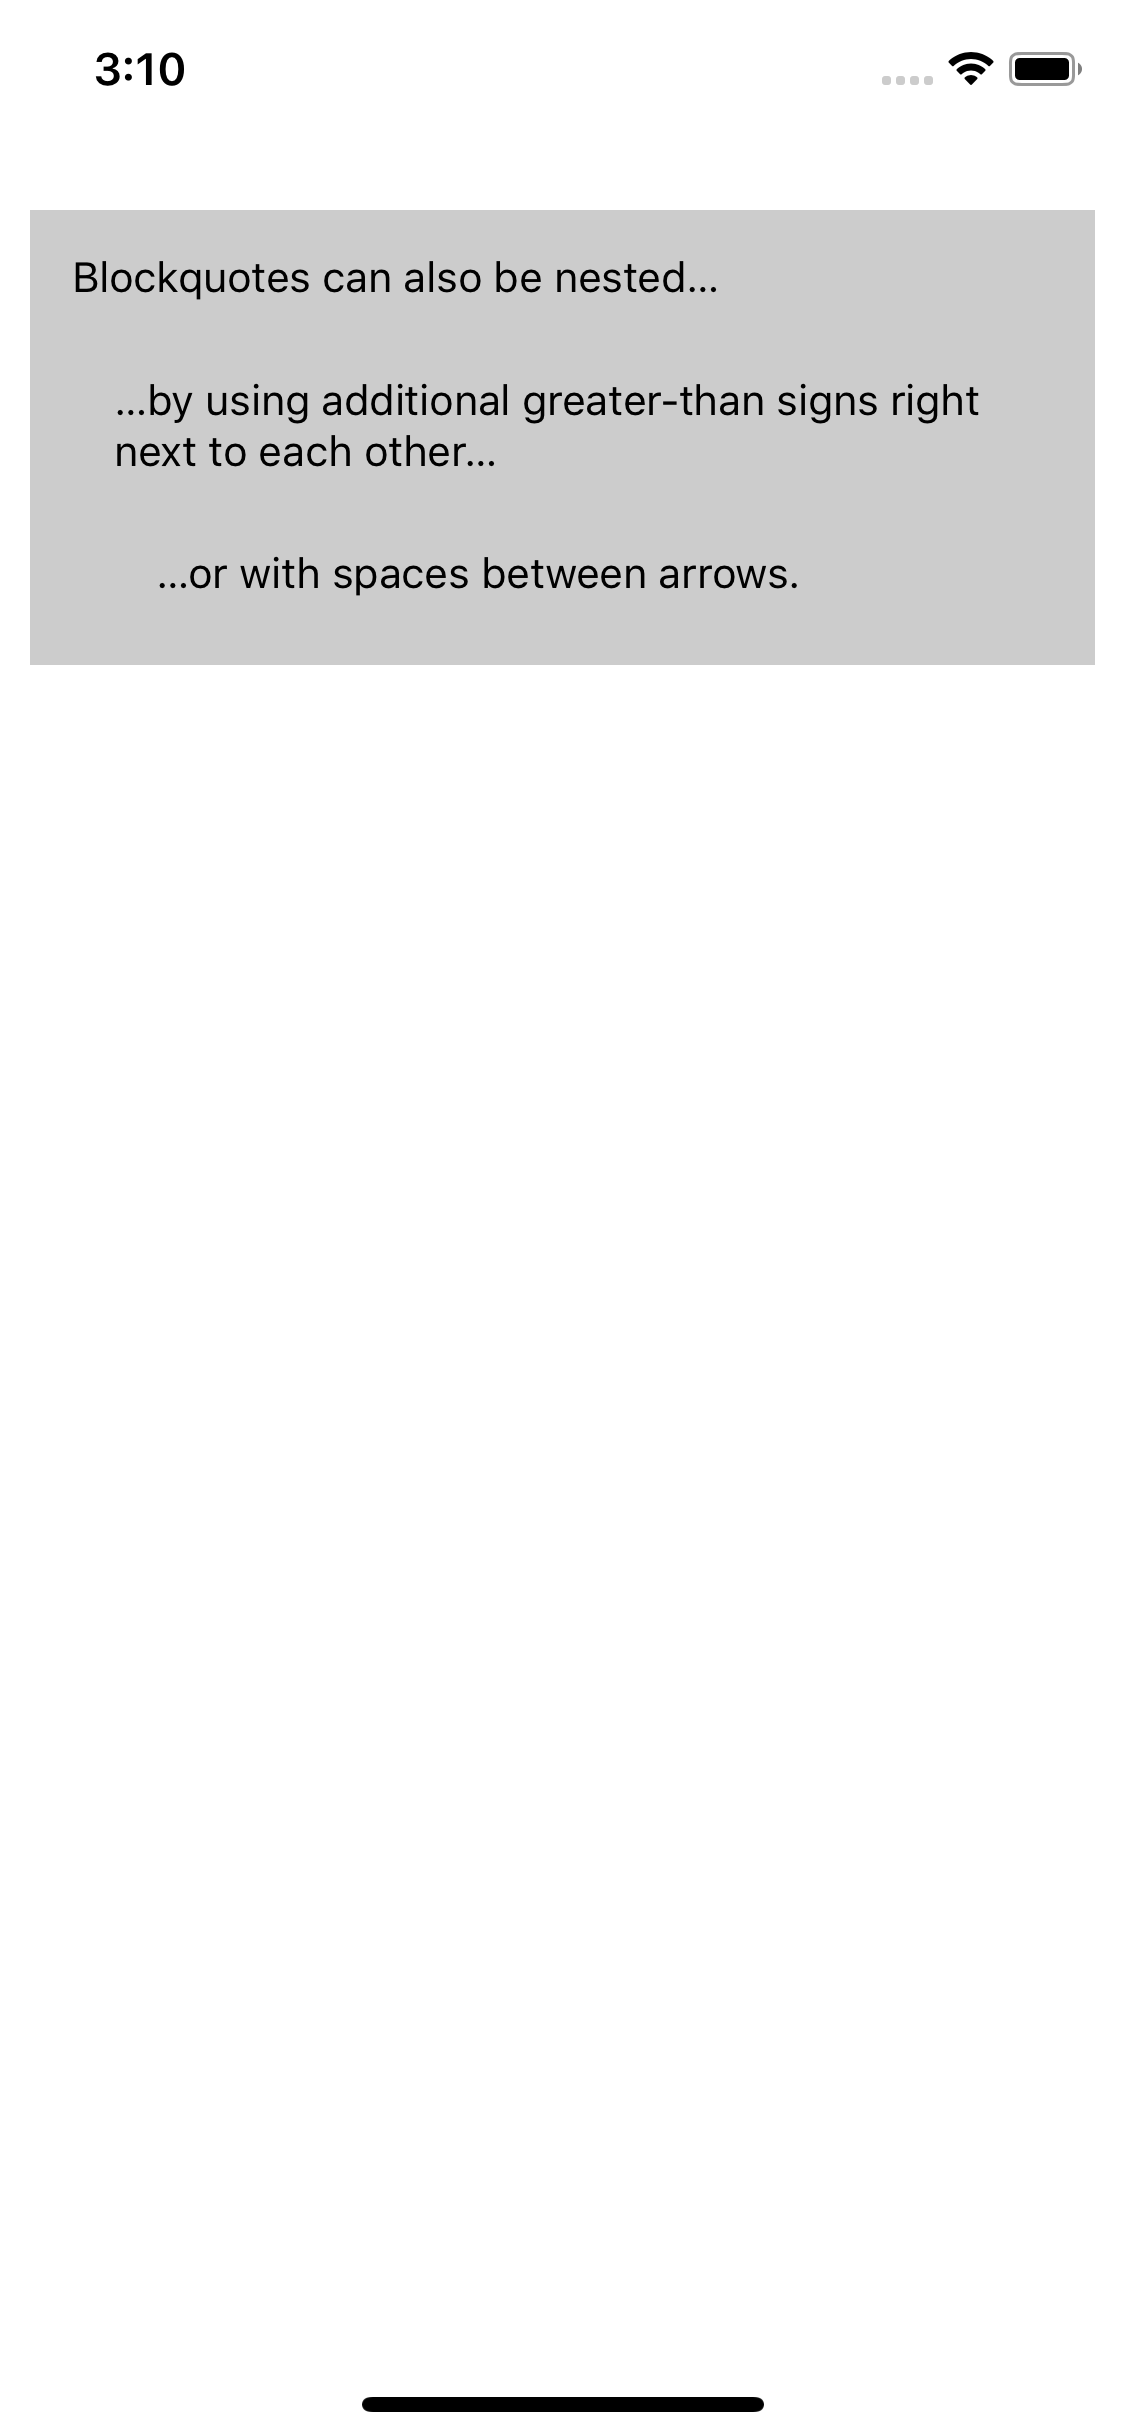 3:10
Blockquotes can also be nested…
…by using additional greater-than signs right
next to each other…
…or with spaces between arrows.